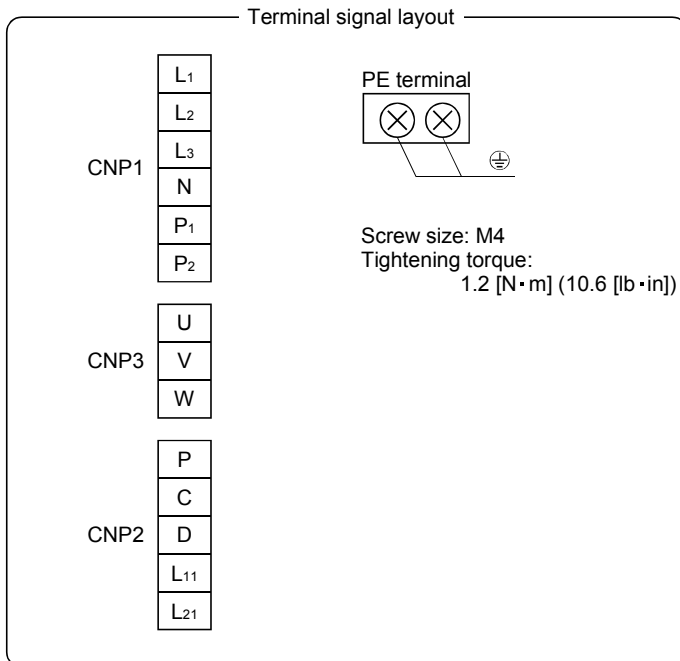 Terminal signal layout
CNP1
L1
L2
L3
N
P1
P2
CNP3
U
V
W
CNP2
P
C
D
L11
L21
PE terminal
Screw size: M4
Tightening torque:
1.2 [N▪m] (10.6 [lb▪in])